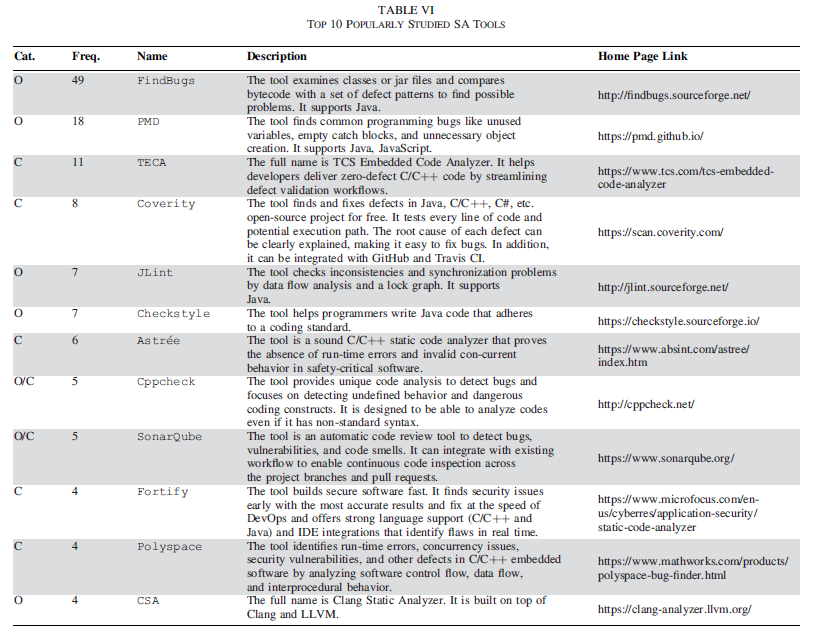 TABLE VI
TOP 10 POPULARLY STUDIED SA TOOLS
Cat. Freq. Name Description Home Page Link
O 49 FindBugs The tool examines classes or jar files and compares
bytecode with a set of defect patterns to find possible
problems. It supports Java.
http://findbugs.sourceforge.net/
O 18 PMD The tool finds common programming bugs like unused
variables, empty catch blocks, and unnecessary object
creation. It supports Java, JavaScript.
https://pmd.github.io/
C 11 TECA The full name is TCS Embedded Code Analyzer. It helps
developers deliver zero-defect C/C++ code by streamlining
defect validation workflows.
https://www.tcs.com/tcs-embedded-
code-analyzer
C 8 Coverity The tool finds and fixes defects in Java, C/C++, C#, etc.
open-source project for free. It tests every line of code and
potential execution path. The root cause of each defect can
be clearly explained, making it easy to fix bugs. In addition,
it can be integrated with GitHub and Travis CI.
https://scan.coverity.com/
O 7 JLint The tool checks inconsistencies and synchronization problems
by data flow analysis and a lock graph. It supports
Java.
http://jlint.sourceforge.net/
O 7 Checkstyle The tool helps programmers write Java code that adheres
to a coding standard.
https://checkstyle.sourceforge.io/
C 6 Astrée The tool is a sound C/C++ static code analyzer that proves
the absence of run-time errors and invalid con-current
behavior in safety-critical software.
https://www.absint.com/astree/
index.htm
O/C 5 Cppcheck The tool provides unique code analysis to detect bugs and
focuses on detecting undefined behavior and dangerous
coding constructs. It is designed to be able to analyze codes
even if it has non-standard syntax.
http://cppcheck.net/
O/C 5 SonarQube The tool is an automatic code review tool to detect bugs,
vulnerabilities, and code smells. It can integrate with existing
workflow to enable continuous code inspection across
the project branches and pull requests.
https://www.sonarqube.org/
C 4 Fortify The tool builds secure software fast. It finds security issues
early with the most accurate results and fix at the speed of
DevOps and offers strong language support (C/C++ and
Java) and IDE integrations that identify flaws in real time.
https://www.microfocus.com/en-
us/cyberres/application-security/
static-code-analyzer
C 4 Polyspace The tool identifies run-time errors, concurrency issues,
security vulnerabilities, and other defects in C/C++ embedded
software by analyzing software control flow, data flow,
and interprocedural behavior.
https://www.mathworks.com/products/
polyspace-bug-finder.html
O 4 CSA The full name is Clang Static Analyzer. It is built on top of
Clang and LLVM.
https://clang-analyzer.llvm.org/